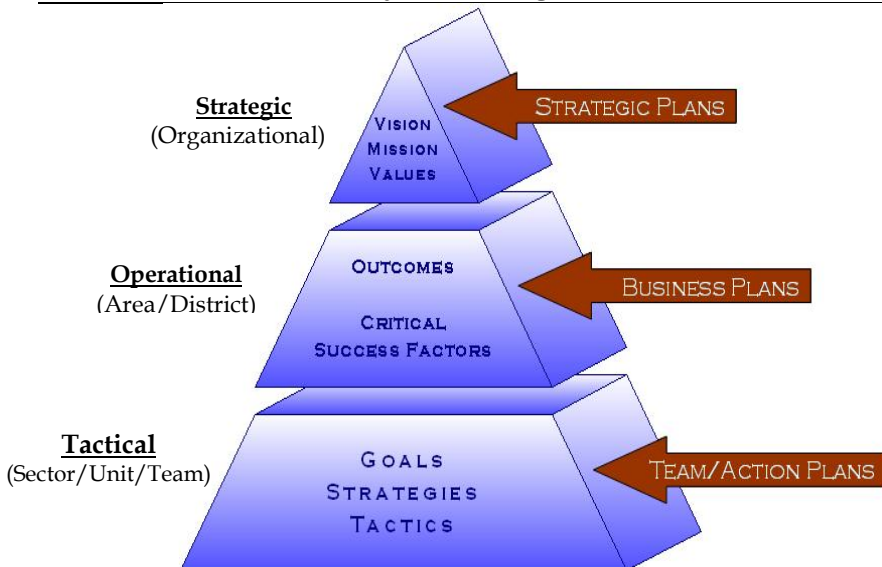 Strategic
(Organizational)
VISION
MISSION
VALUES
STRATEGIC PLANS
Operational
(Area/District)
OUTCOMES
CRITICAL
SUCCESS FACTORS
BUSINESS PLANS
Tactical
(Sector/Unit/Team)
GOALS
STRATEGIES
TACTICS
TEAM/ACTION PLANS